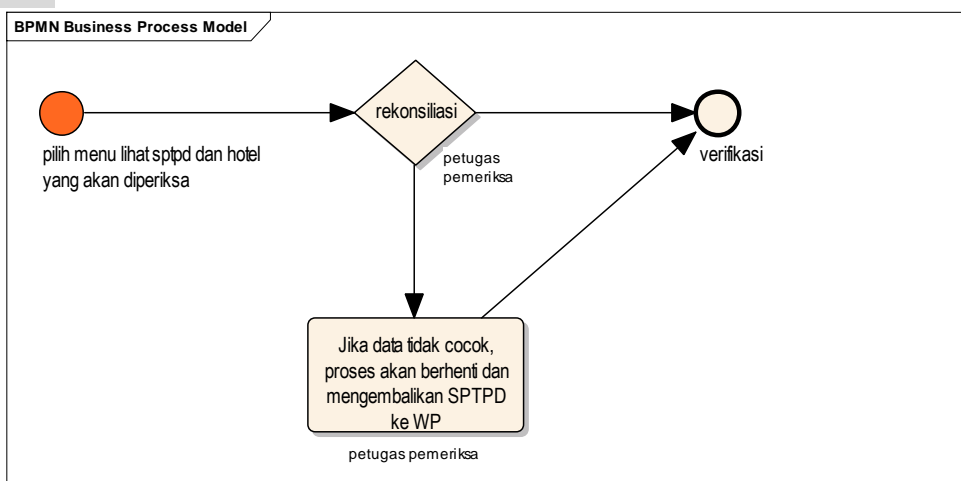 BPMN Business Process Model
rekonsiliasi
pilih menu lihat sptpd dan hotel
yang akan diperiksa
petugas
pemeriksa
verifikasi
Jika data tidak cocok,
proses akan berhenti dan
mengembalikan SPTPD
ke WP
petugas pemeriksa